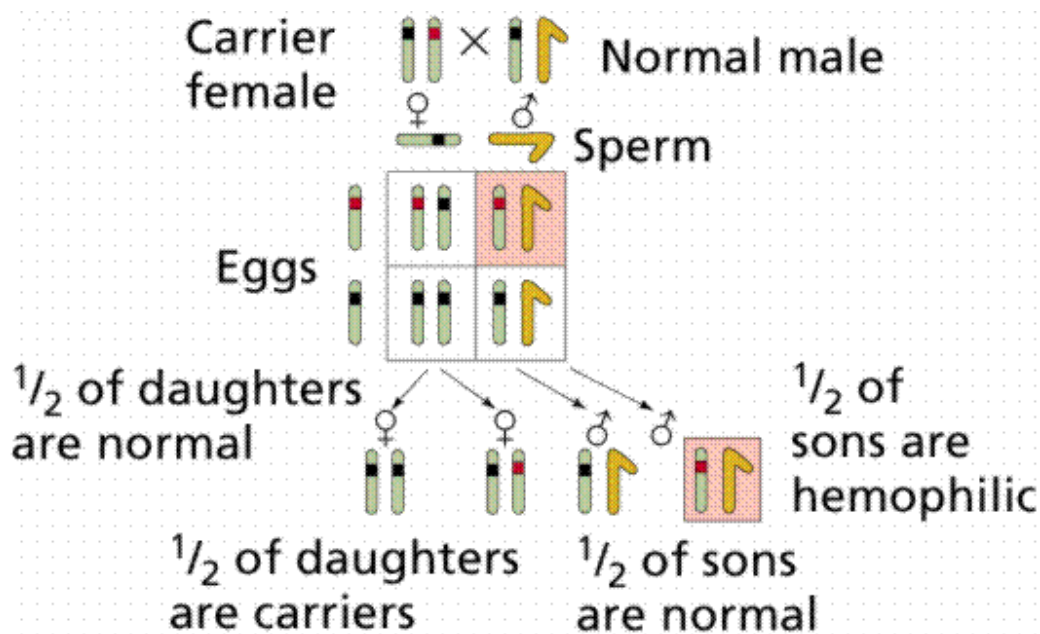 Carrier
female
×
Normal male
♀
♂
Sperm
Eggs
1/2 of daughters
are normal
♀
♀
♂
♂
1/2 of
sons are
hemophilic
1/2 of daughters
are carriers
1/2 of sons
are normal